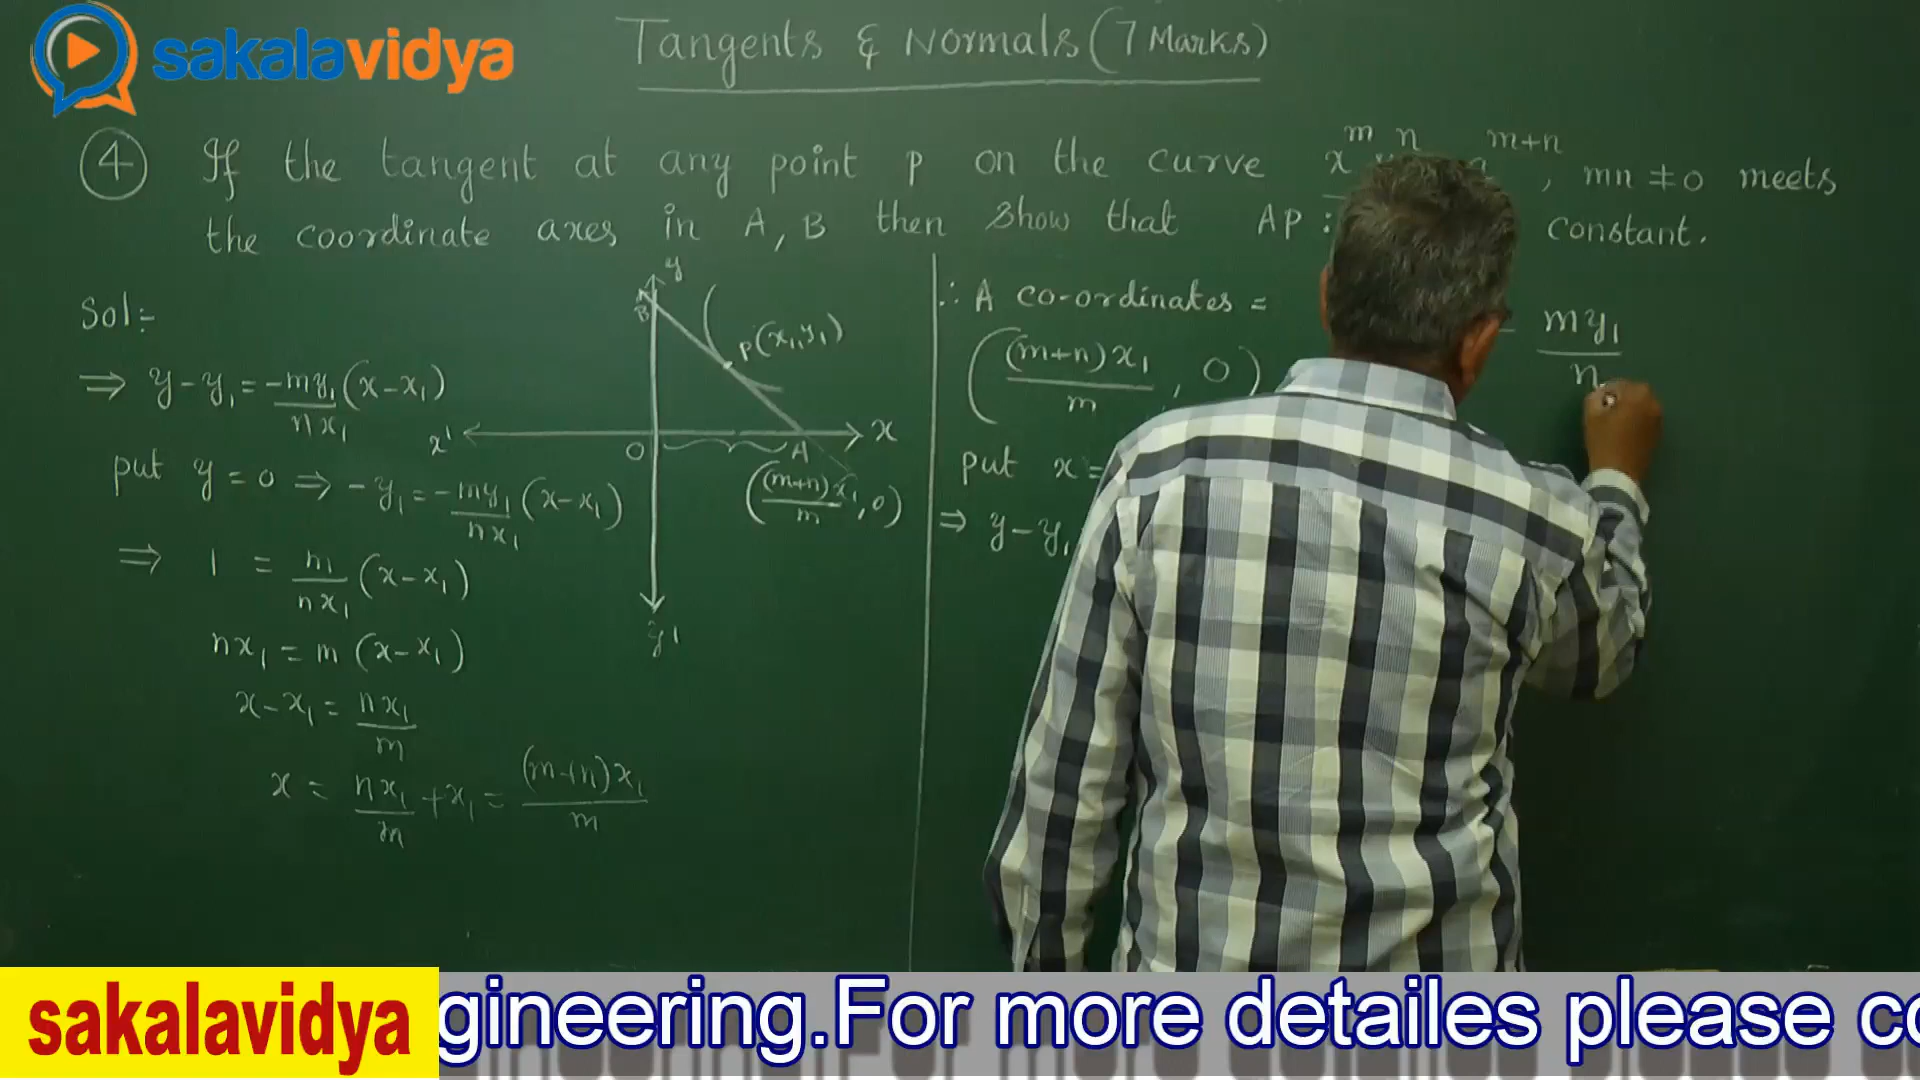 sakalavidya
Tangents & Normals (7 Marks)
④ If the tangent at any point P on the curve x^m y^n a^(m+n), mn ≠ 0 meets
the coordinate axes in A, B then show that AP : constant.
Sol:-
⇒ y - y₁ = -my₁/nx₁ (x - x₁)
put y = 0 ⇒ -y₁ = -my₁/nx₁ (x - x₁)
⇒ 1 = m/nx₁ (x - x₁)
nx₁ = m (x - x₁)
x - x₁ = nx₁/m
x = nx₁/m + x₁ = (m+n)x₁/m
y
B
P(x₁, y₁)
x¹ O A x
((m+n)x₁/m, 0)
y¹
∴ A co-ordinates =
((m+n)x₁/m, 0)
put x =
⇒ y - y₁
- my₁/n
sakalavidya
gineering.For more detailes please co